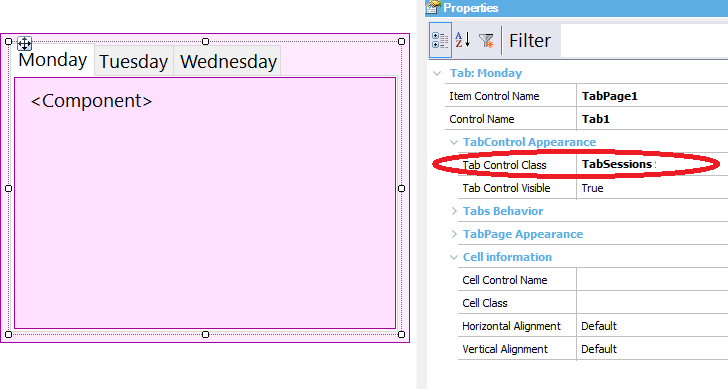 Monday Tuesday Wednesday
<Component>
Properties
Filter
Tab: Monday
Item Control Name TabPage1
Control Name Tab1
TabControl Appearance
Tab Control Class TabSessions
Tab Control Visible True
Tabs Behavior
TabPage Appearance
Cell information
Cell Control Name
Cell Class
Horizontal Alignment Default
Vertical Alignment Default